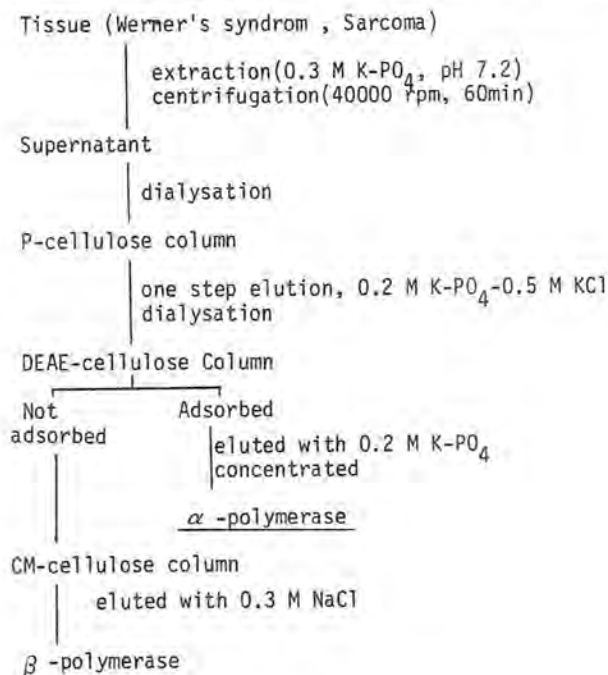 Tissue (Werner's syndrom , Sarcoma)
extraction(0.3 M K-PO4, pH 7.2)
centrifugation(40000 rpm, 60min)
Supernatant
dialysation
P-cellulose column
one step elution, 0.2 M K-PO4-0.5 M KCl
dialysation
DEAE-cellulose Column
Not adsorbed
Adsorbed
eluted with 0.2 M K-PO4
concentrated
α -polymerase
CM-cellulose column
eluted with 0.3 M NaCl
β -polymerase